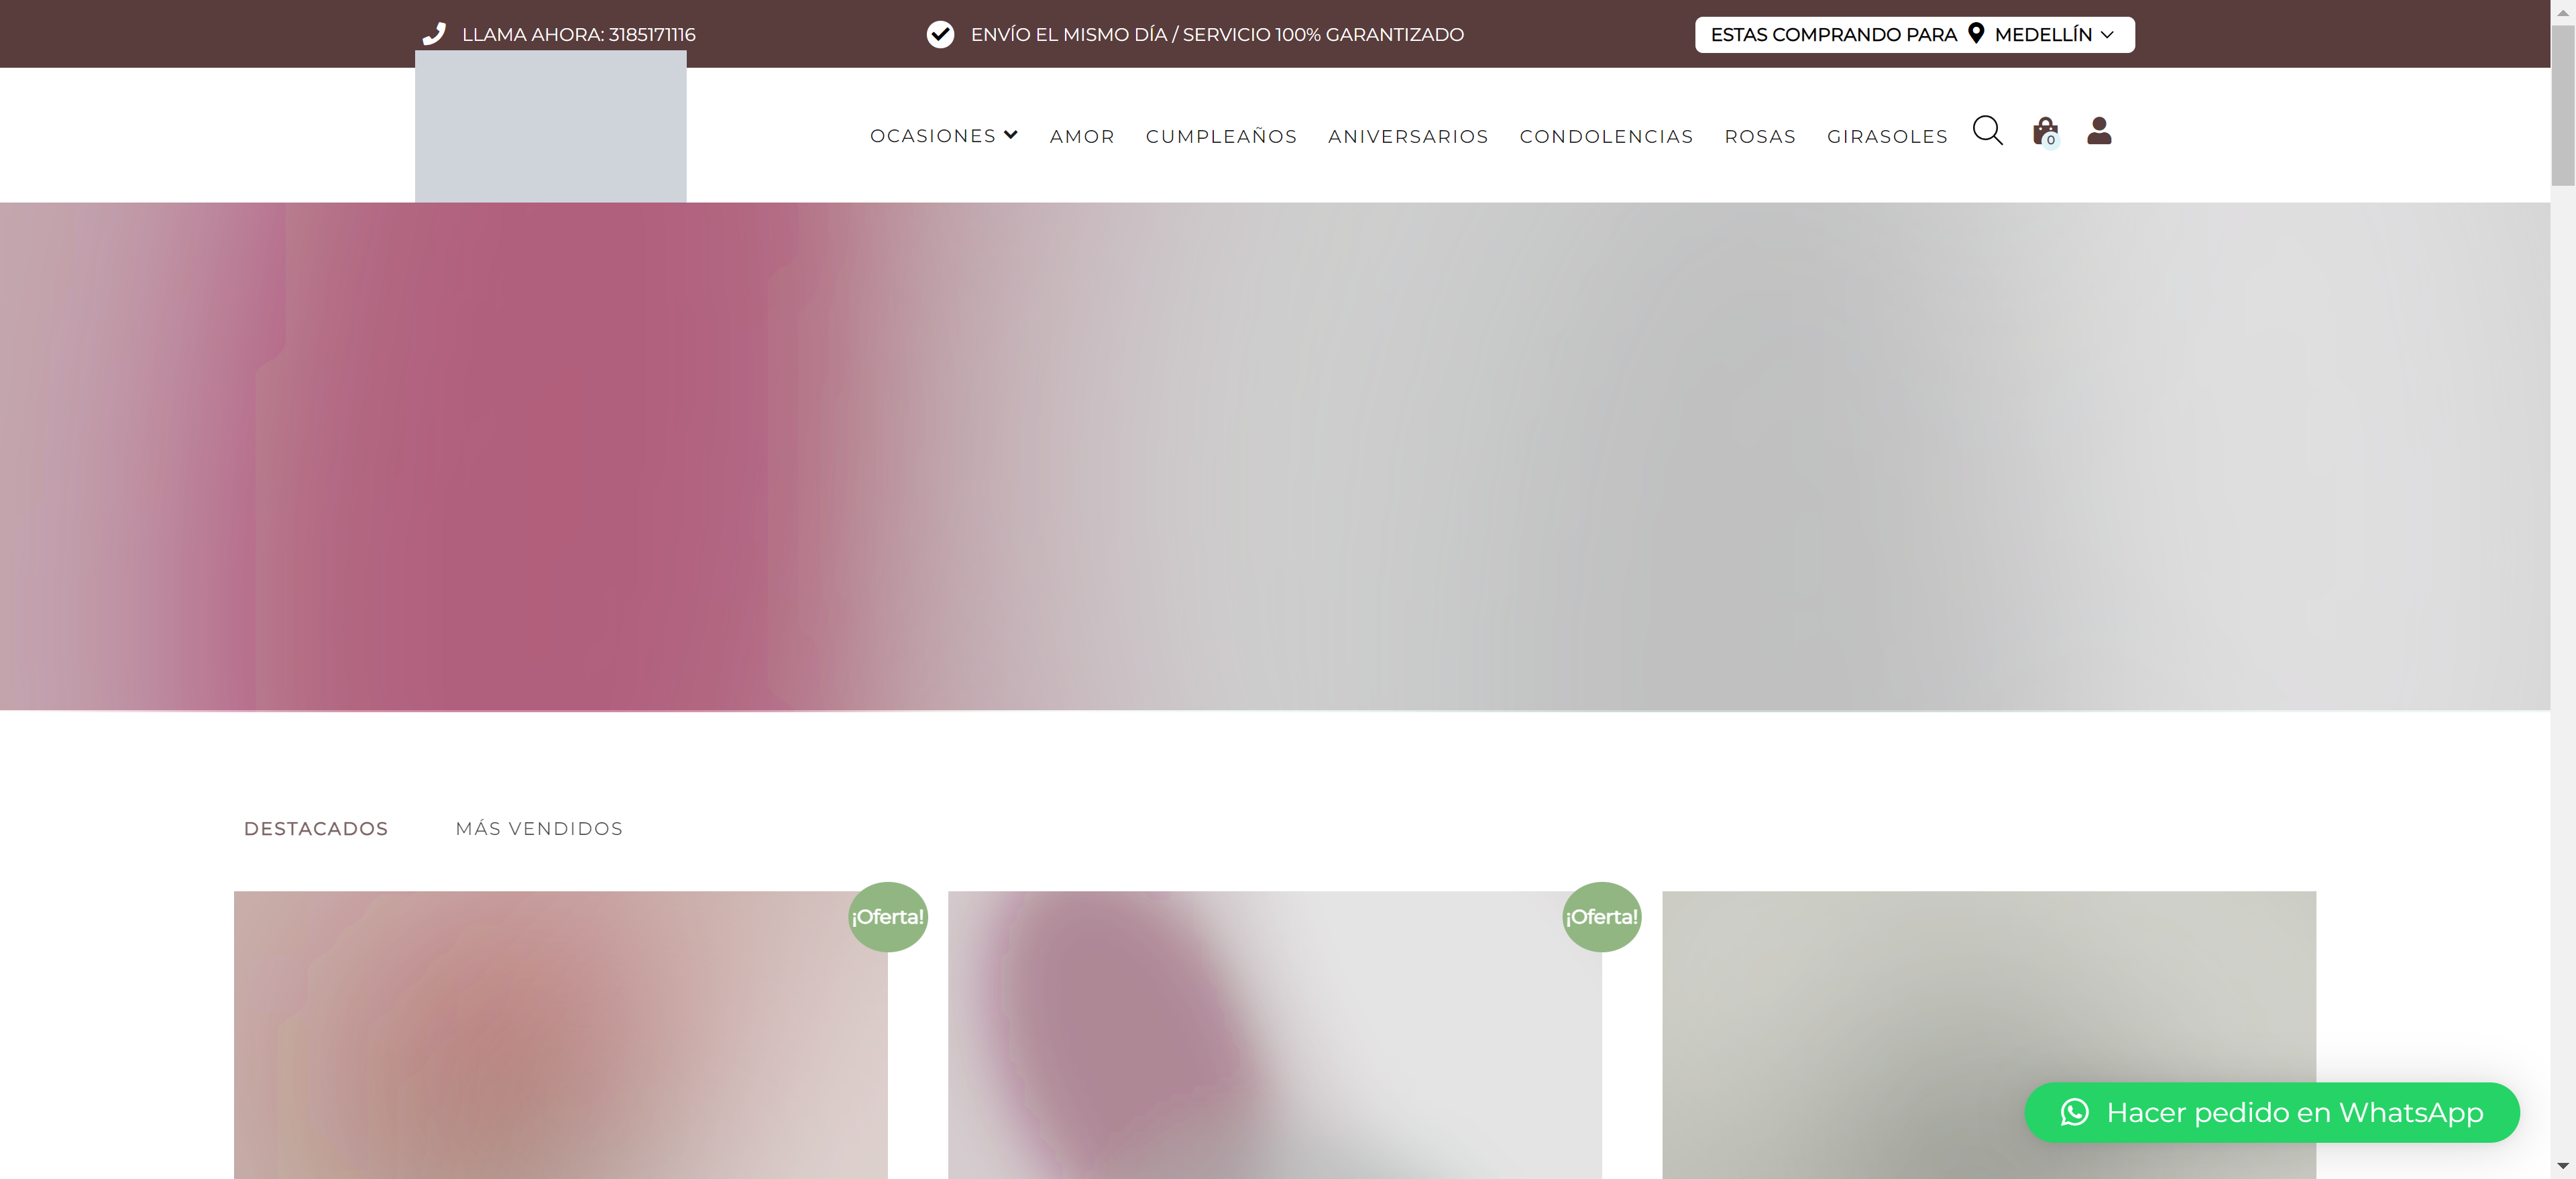 LLAMA AHORA: 3185171116
ENVÍO EL MISMO DÍA / SERVICIO 100% GARANTIZADO
ESTAS COMPRANDO PARA MEDELLÍN
OCASIONES
AMOR
CUMPLEAÑOS
ANIVERSARIOS
CONDOLENCIAS
ROSAS
GIRASOLES
0
DESTACADOS
MÁS VENDIDOS
¡Oferta!
¡Oferta!
Hacer pedido en WhatsApp